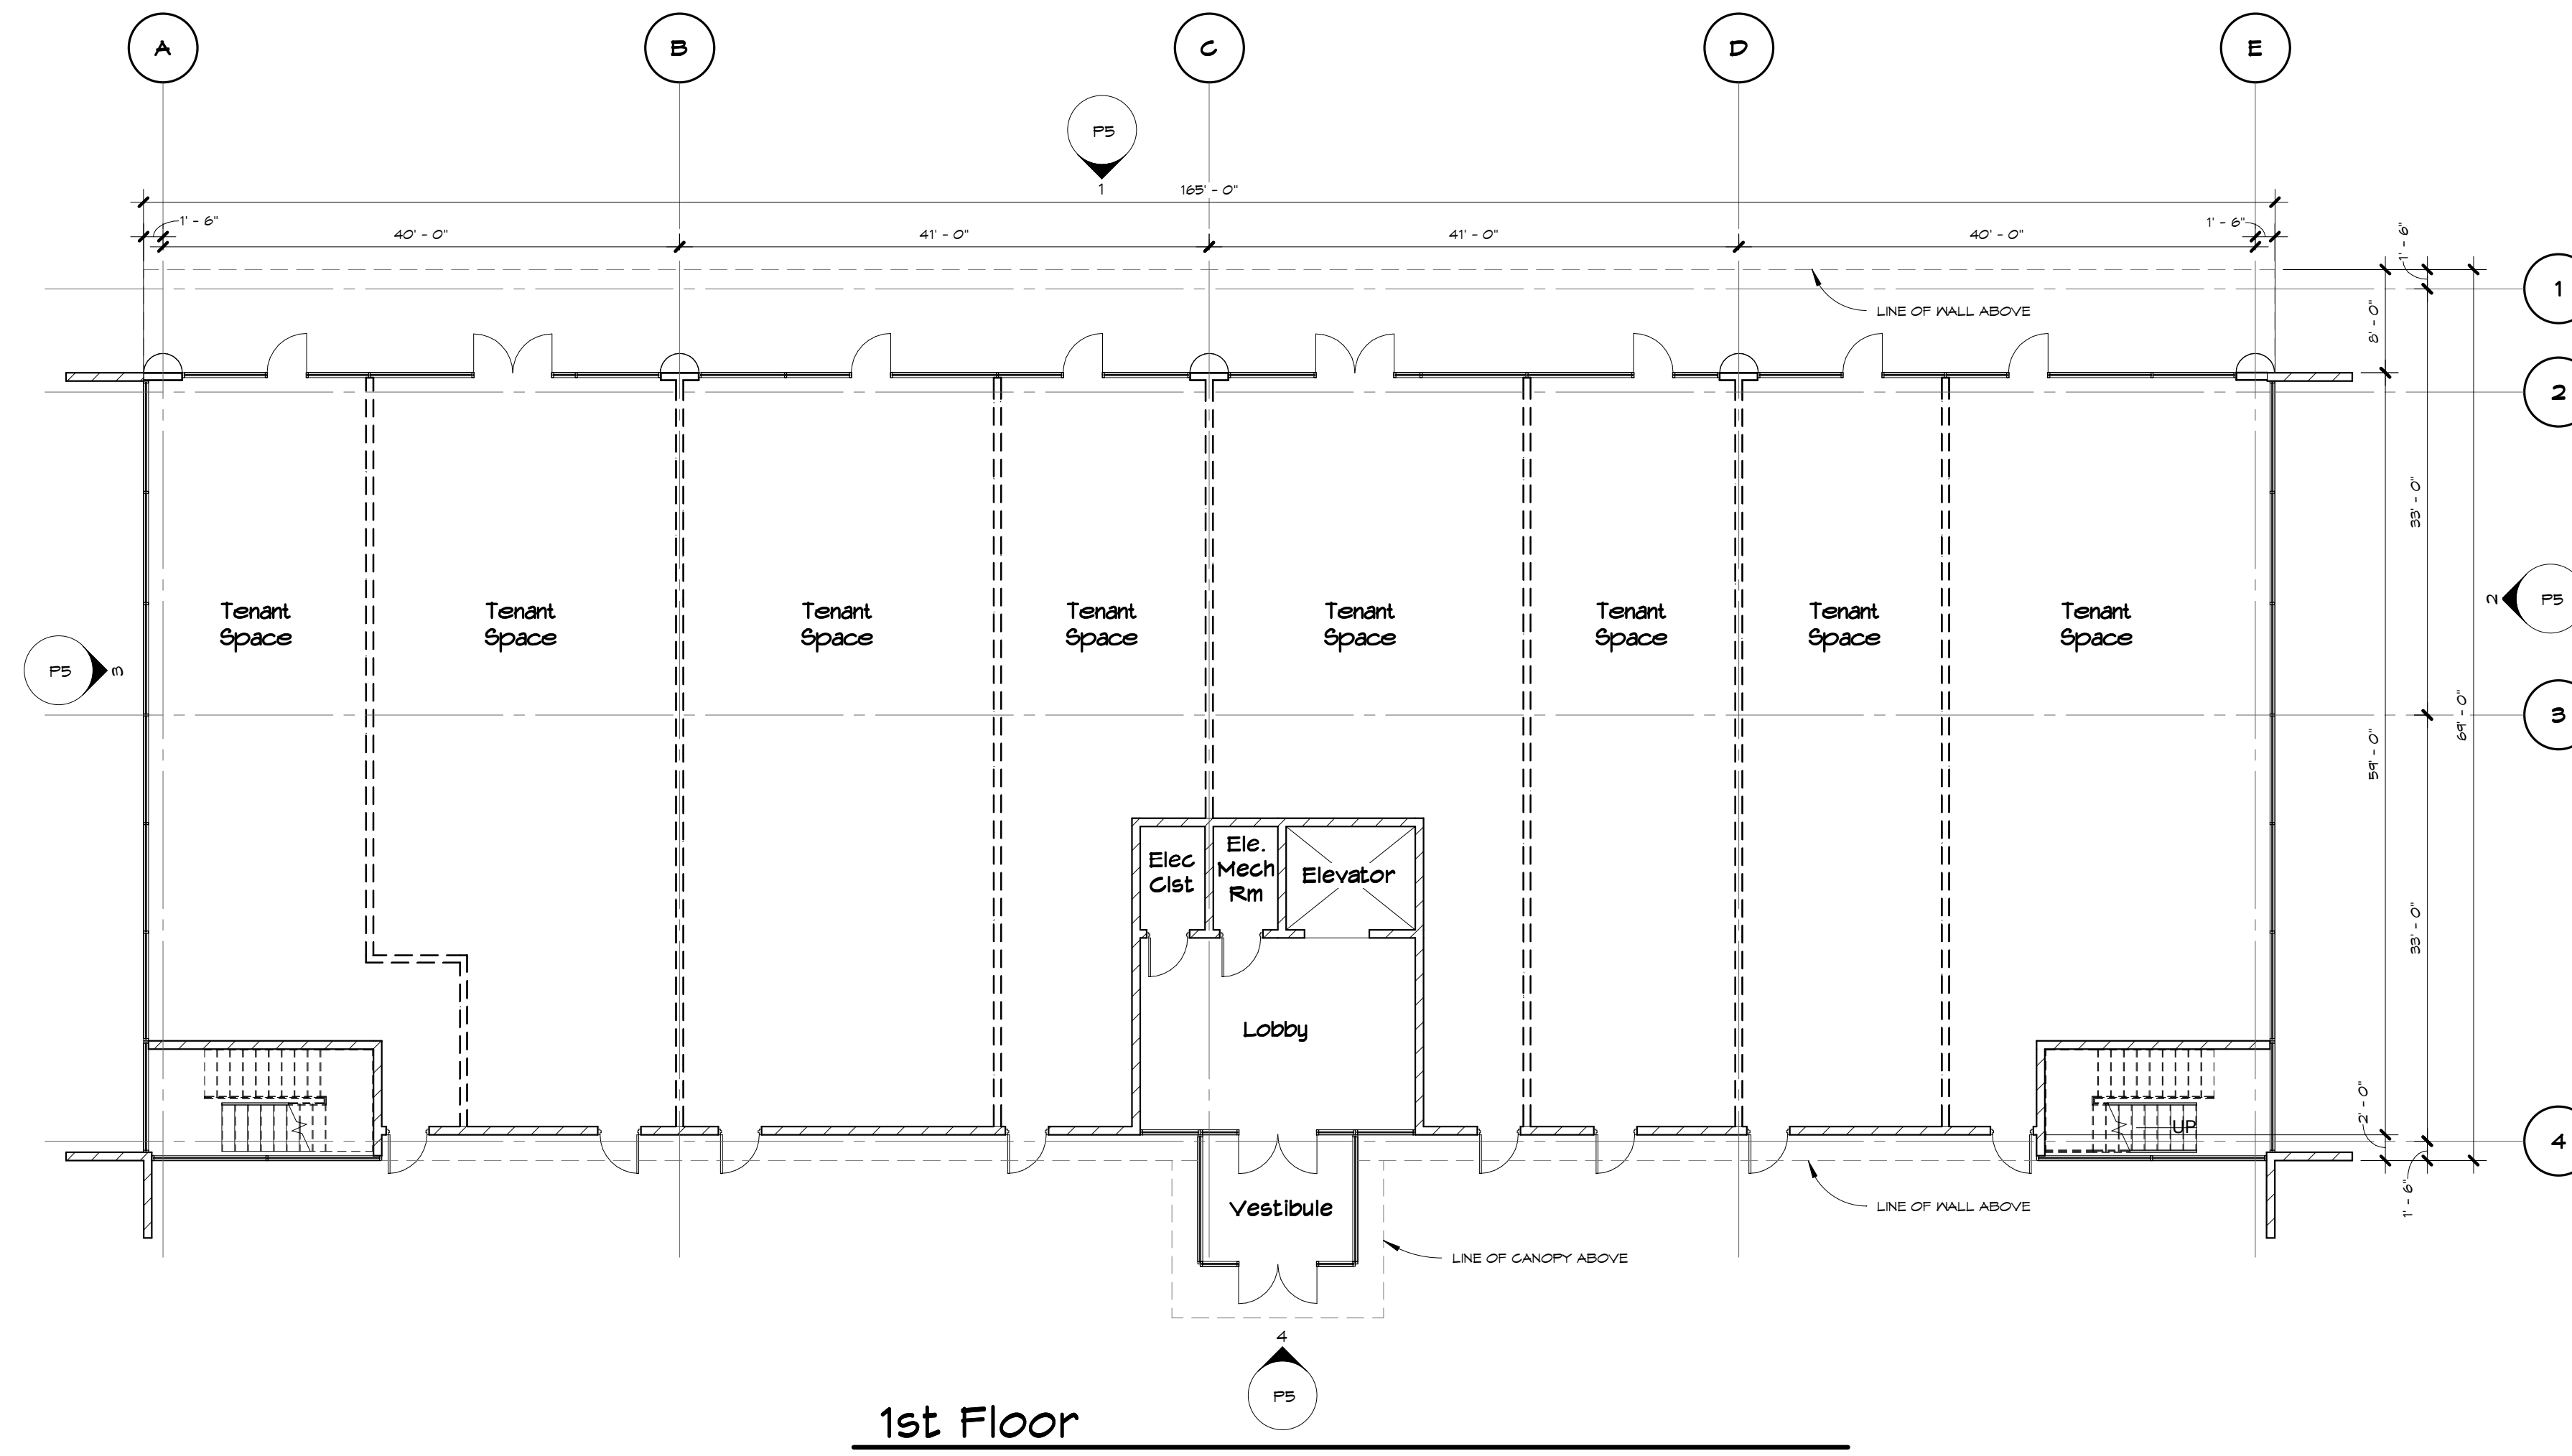 A B C D E
P5
1
165' - 0"
1' - 6" 1' - 6"
40' - 0" 41' - 0" 41' - 0" 40' - 0"
1' - 6"
1
LINE OF WALL ABOVE
8' - 0"
2
33' - 0"
Tenant Tenant Tenant Tenant Tenant Tenant Tenant Tenant
Space Space Space Space Space Space Space Space
2 P5
P5 3
3
69' - 0"
59' - 0"
Elec
Clst
Ele.
Mech
Rm
Elevator
33' - 0"
Lobby
2' - 0"
UP
4
1' - 6"
Vestibule
LINE OF WALL ABOVE
LINE OF CANOPY ABOVE
4
P5
1st Floor